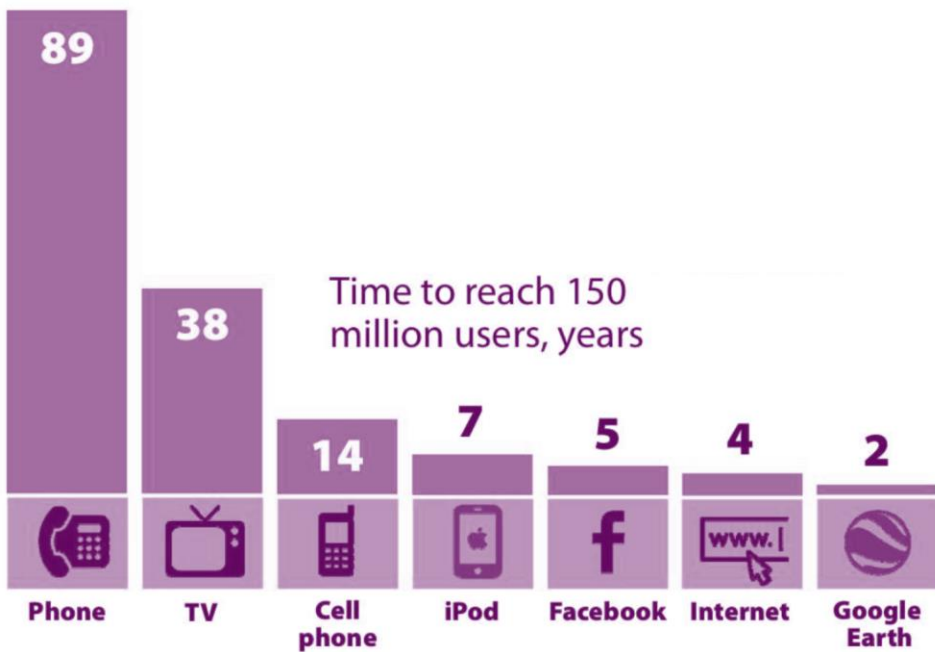 89
38
Time to reach 150
million users, years
14
7
5
4
2
www.
Phone
TV
Cell
phone
iPod
Facebook
Internet
Google
Earth